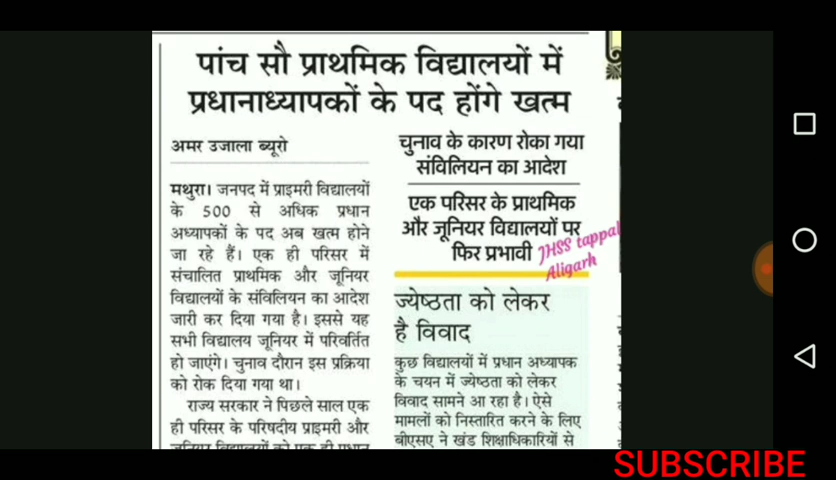 पांच सौ प्राथमिक विद्यालयों में
प्रधानाध्यापकों के पद होंगे खत्म
अमर उजाला ब्यूरो
मथुरा। जनपद में प्राइमरी विद्यालयों
के 500 से अधिक प्रधान
अध्यापकों के पद अब खत्म होने
जा रहे हैं। एक ही परिसर में
संचालित प्राथमिक और जूनियर
विद्यालयों के संविलियन का आदेश
जारी कर दिया गया है। इससे यह
सभी विद्यालय जूनियर में परिवर्तित
हो जाएंगे। चुनाव दौरान इस प्रक्रिया
को रोक दिया गया था।
राज्य सरकार ने पिछले साल एक
ही परिसर के परिषदीय प्राइमरी और
जूनियर विद्यालयों को एक ही प्रधान
चुनाव के कारण रोका गया
संविलियन का आदेश
एक परिसर के प्राथमिक
और जूनियर विद्यालयों पर
फिर प्रभावी
JHSS tappal
Aligarh
ज्येष्ठता को लेकर
है विवाद
कुछ विद्यालयों में प्रधान अध्यापक
के चयन में ज्येष्ठता को लेकर
विवाद सामने आ रहा है। ऐसे
मामलों को निस्तारित करने के लिए
बीएसए ने खंड शिक्षाधिकारियों से
SUBSCRIBE